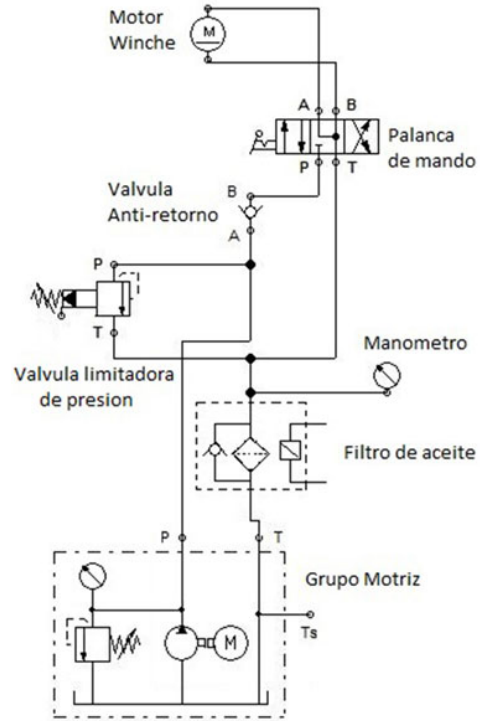 Motor
Winche
M
A B
Palanca
de mando
T
P T
Valvula
Anti-retorno
B
A
P
T
Valvula limitadora
de presion
Manometro
Filtro de aceite
P T
Grupo Motriz
M
Ts